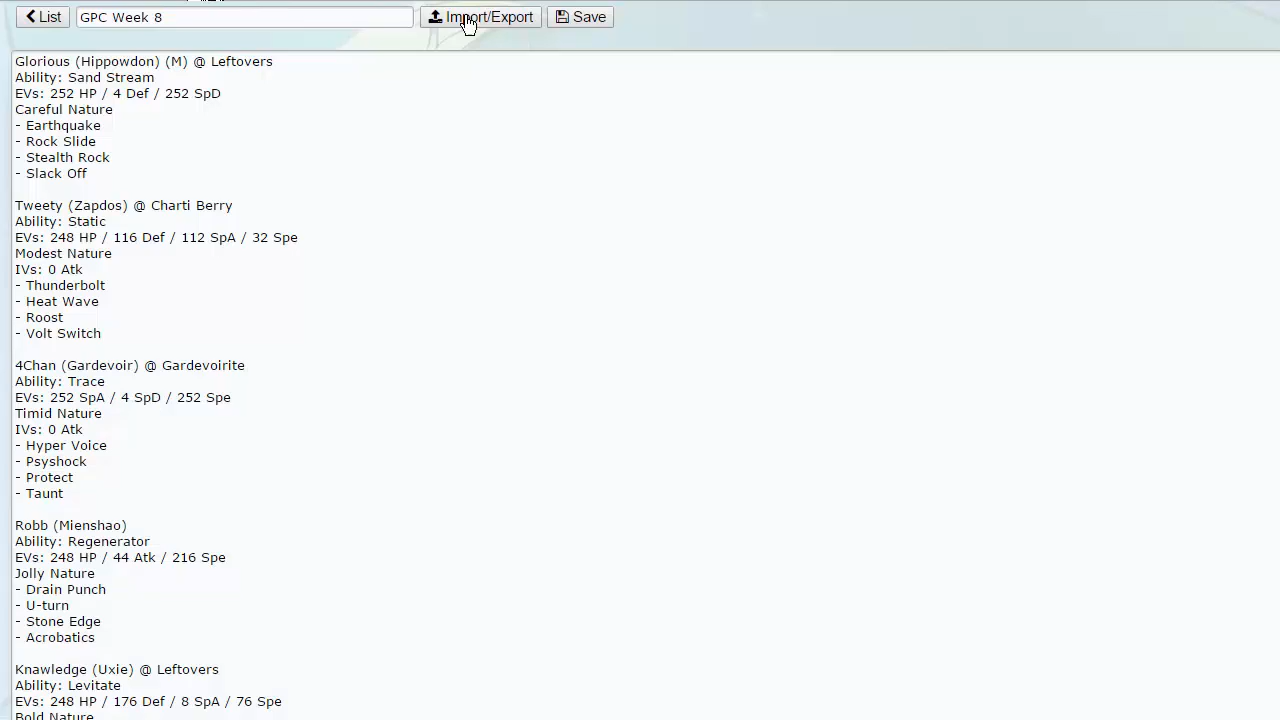 List
GPC Week 8
Import/Export
Save
Glorious (Hippowdon) (M) @ Leftovers
Ability: Sand Stream
EVs: 252 HP / 4 Def / 252 SpD
Careful Nature
- Earthquake
- Rock Slide
- Stealth Rock
- Slack Off
Tweety (Zapdos) @ Charti Berry
Ability: Static
EVs: 248 HP / 116 Def / 112 SpA / 32 Spe
Modest Nature
IVs: 0 Atk
- Thunderbolt
- Heat Wave
- Roost
- Volt Switch
4Chan (Gardevoir) @ Gardevoirite
Ability: Trace
EVs: 252 SpA / 4 SpD / 252 Spe
Timid Nature
IVs: 0 Atk
- Hyper Voice
- Psyshock
- Protect
- Taunt
Robb (Mienshao)
Ability: Regenerator
EVs: 248 HP / 44 Atk / 216 Spe
Jolly Nature
- Drain Punch
- U-turn
- Stone Edge
- Acrobatics
Knawledge (Uxie) @ Leftovers
Ability: Levitate
EVs: 248 HP / 176 Def / 8 SpA / 76 Spe
Bold Nature